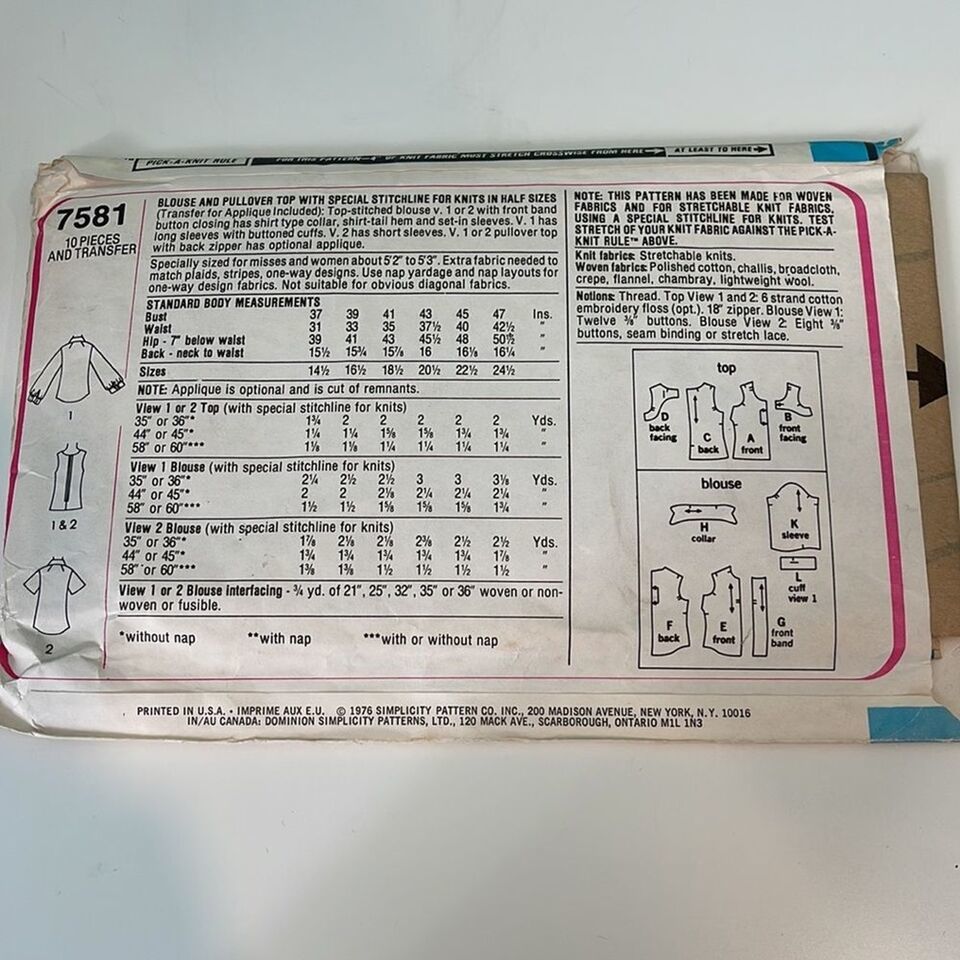 PICK-A-KNIT RULE
FOR THIS PATTERN—4" OF KNIT FABRIC MUST STRETCH CROSSWISE FROM HERE
AT LEAST TO HERE
7581
10 PIECES
AND TRANSFER
BLOUSE AND PULLOVER TOP WITH SPECIAL STITCHLINE FOR KNITS IN HALF SIZES
(Transfer for Applique Included): Top-stitched blouse v. 1 or 2 with front band
button closing has shirt type collar, shirt-tail hem and set-in sleeves. V. 1 has
long sleeves with buttoned cuffs. V. 2 has short sleeves. V. 1 or 2 pullover top
with back zipper has optional applique.
Specially sized for misses and women about 5'2" to 5'3". Extra fabric needed to
match plaids, stripes, one-way designs. Use nap yardage and nap layouts for
one-way design fabrics. Not suitable for obvious diagonal fabrics.
STANDARD BODY MEASUREMENTS
Bust 37 39 41 43 45 47 Ins.
Waist 31 33 35 37½ 40 42½ "
Hip - 7" below waist 39 41 43 45½ 48 50½ "
Back - neck to waist 15½ 15¾ 15⅞ 16 16⅛ 16¼ "
Sizes 14½ 16½ 18½ 20½ 22½ 24½
NOTE: Applique is optional and is cut of remnants.
View 1 or 2 Top (with special stitchline for knits)
35" or 36"* 1¾ 2 2 2 2 2 Yds.
44" or 45"* 1¼ 1¼ 1⅝ 1⅝ 1¾ 1¾ "
58" or 60"*** 1⅛ 1⅛ 1¼ 1¼ 1¼ 1¼ "
View 1 Blouse (with special stitchline for knits)
35" or 36"* 2¼ 2½ 2½ 3 3 3⅛ Yds.
44" or 45"* 2 2 2⅛ 2¼ 2¼ 2¼ "
58" or 60"*** 1½ 1½ 1⅝ 1⅝ 1⅝ 1¾ "
View 2 Blouse (with special stitchline for knits)
35" or 36"* 1⅞ 2⅛ 2⅛ 2⅜ 2½ 2½ Yds.
44" or 45"* 1¾ 1¾ 1¾ 1¾ 1¾ 1⅞ "
58" or 60"*** 1⅜ 1⅜ 1½ 1½ 1½ 1½ "
View 1 or 2 Blouse Interfacing - ¾ yd. of 21", 25", 32", 35" or 36" woven or non-
woven or fusible.
*without nap **with nap ***with or without nap
1
1 & 2
2
NOTE: THIS PATTERN HAS BEEN MADE FOR WOVEN
FABRICS AND FOR STRETCHABLE KNIT FABRICS,
USING A SPECIAL STITCHLINE FOR KNITS. TEST
STRETCH OF YOUR KNIT FABRIC AGAINST THE PICK-A-
KNIT RULE™ ABOVE.
Knit fabrics: Stretchable knits.
Woven fabrics: Polished cotton, challis, broadcloth,
crepe, flannel, chambray, lightweight wool.
Notions: Thread. Top View 1 and 2: 6 strand cotton
embroidery floss (opt.). 18" zipper. Blouse View 1:
Twelve ⅜" buttons. Blouse View 2: Eight ⅜"
buttons, seam binding or stretch lace.
top
D
back
facing
C
back
A
front
B
front
facing
blouse
H
collar
K
sleeve
L
cuff
view 1
F
back
E
front
G
front
band
PRINTED IN U.S.A. • IMPRIME AUX E.U. © 1976 SIMPLICITY PATTERN CO. INC., 200 MADISON AVENUE, NEW YORK, N.Y. 10016
IN/AU CANADA: DOMINION SIMPLICITY PATTERNS, LTD., 120 MACK AVE., SCARBOROUGH, ONTARIO M1L 1N3